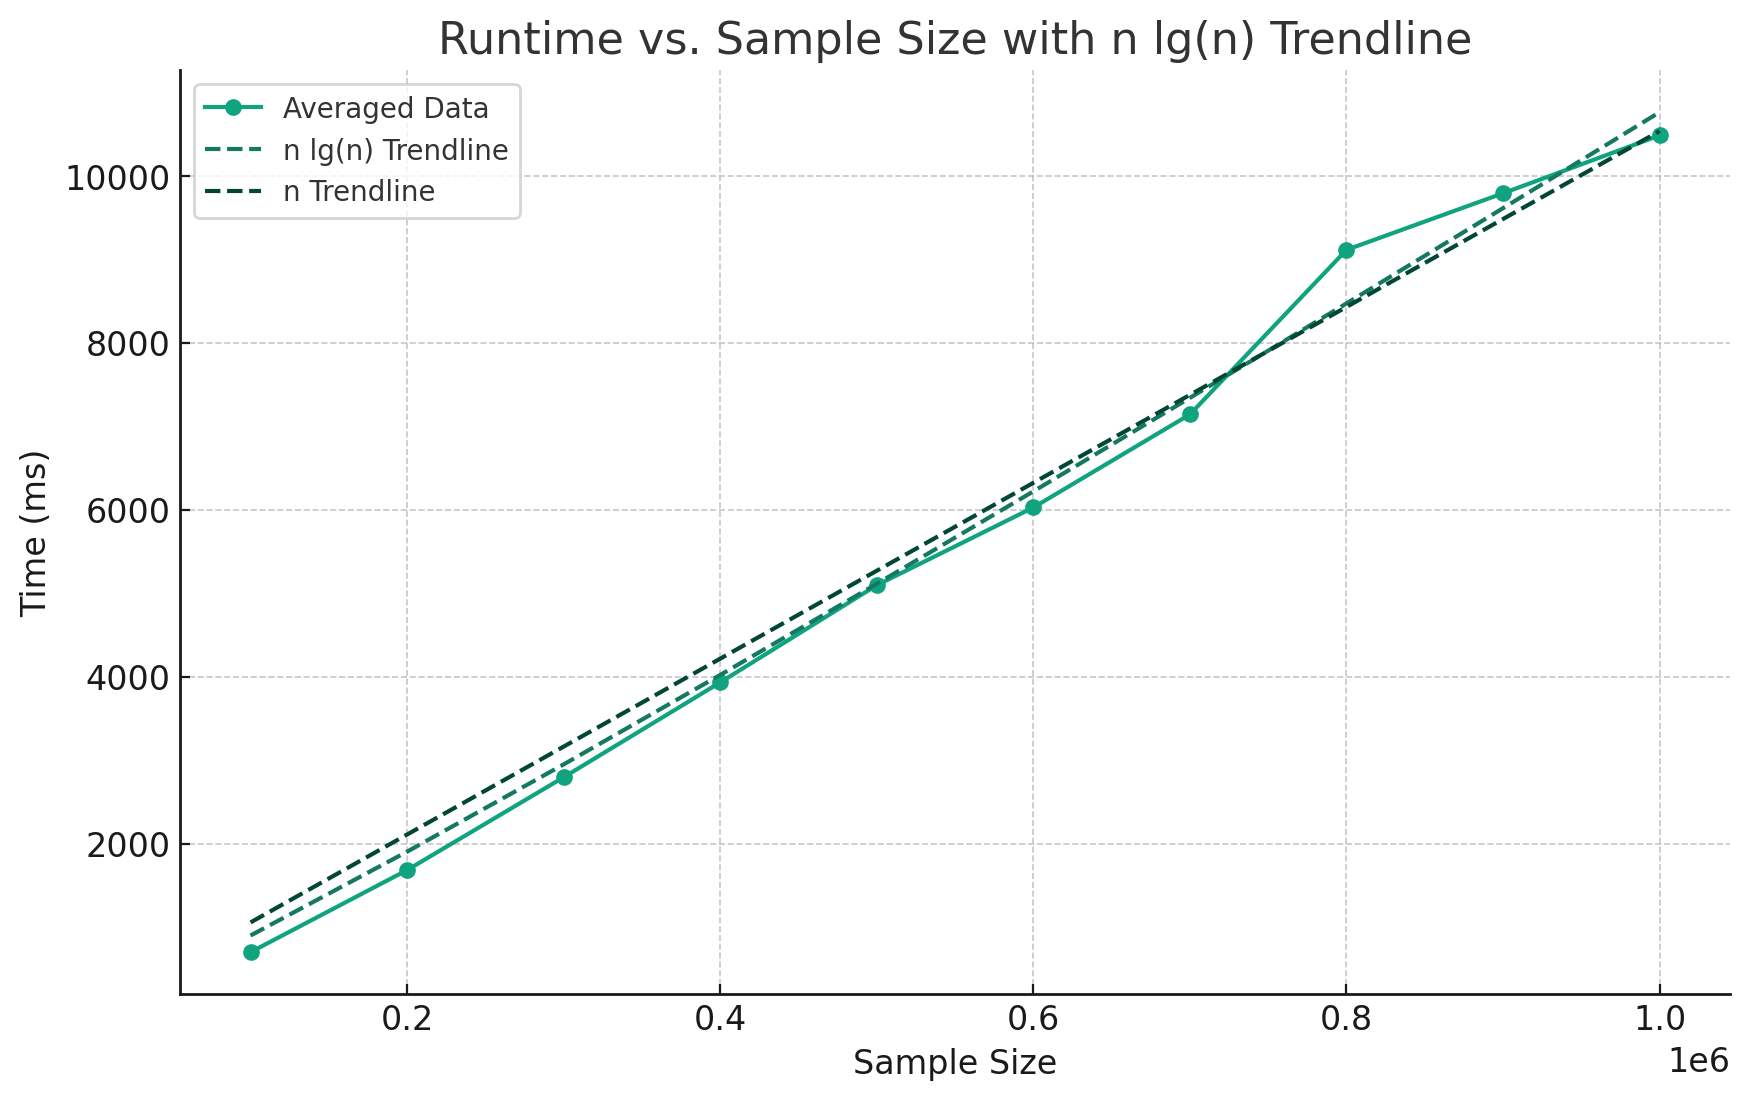 Runtime vs. Sample Size with n lg(n) Trendline
Averaged Data
n lg(n) Trendline
n Trendline
10000
8000
6000
4000
2000
Time (ms)
0.2
0.4
0.6
0.8
1.0
1e6
Sample Size